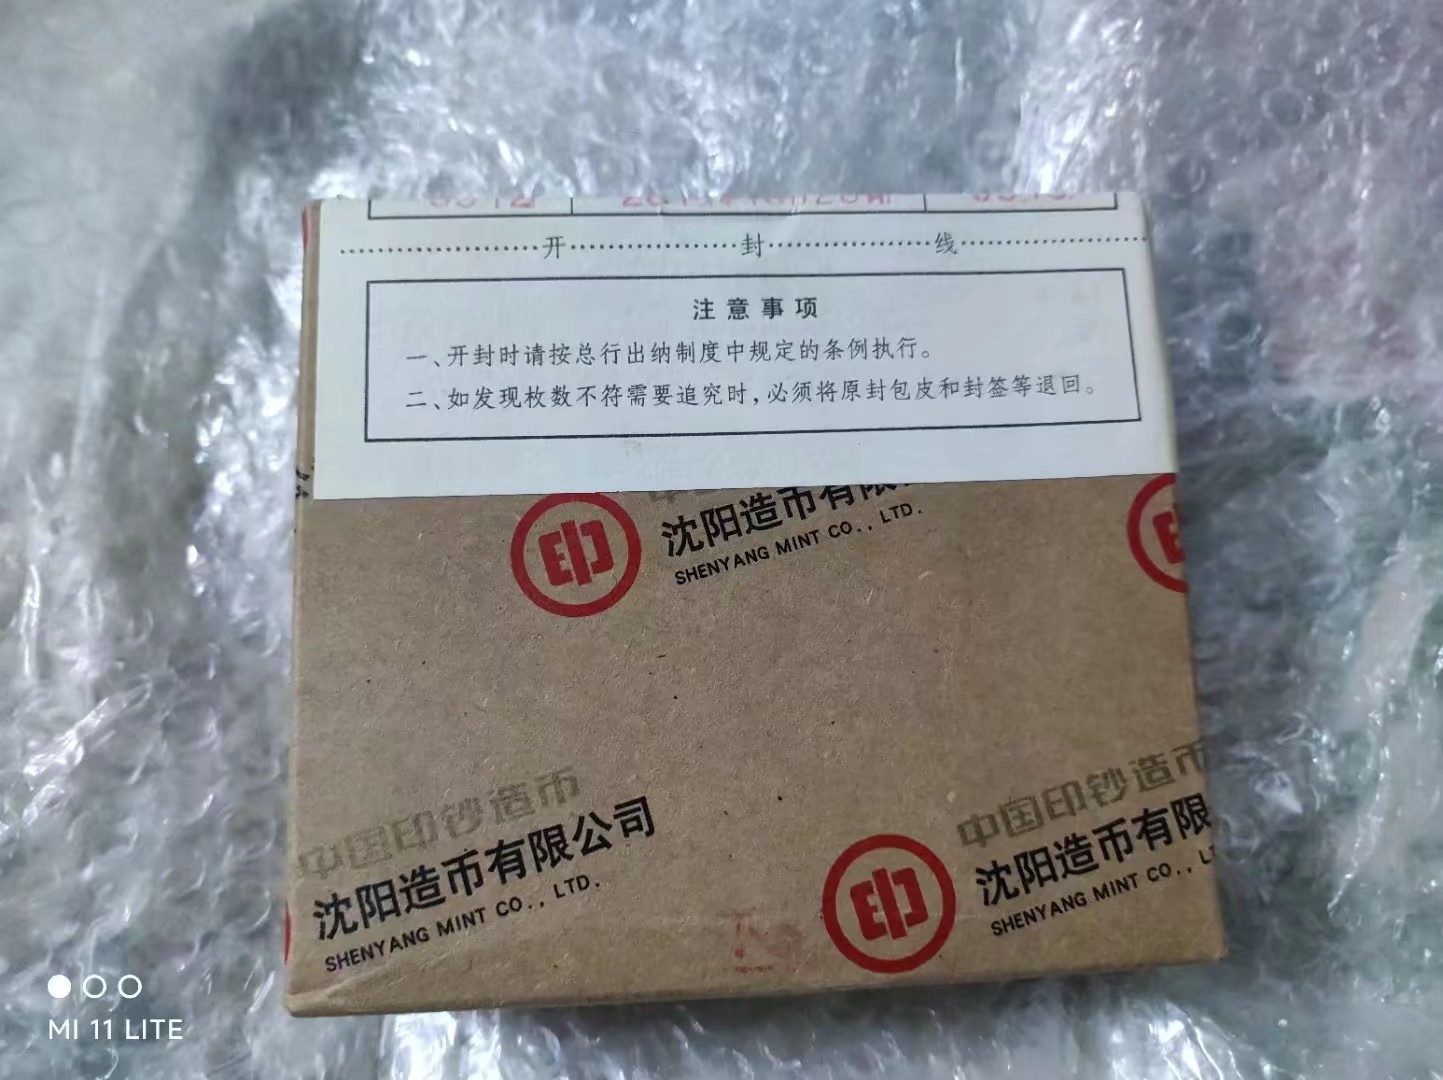 开封线
注意事项
一、开封时请按总行出纳制度中规定的条例执行。
二、如发现枚数不符需要追究时,必须将原封包皮和封签等退回。
沈阳造币有限
SHENYANG MINT CO., LTD.
中国印钞造币
沈阳造币有限公司
SHENYANG MINT CO., LTD.
中国印钞造币
沈阳造币有限
SHENYANG MINT CO., LT
MI 11 LITE